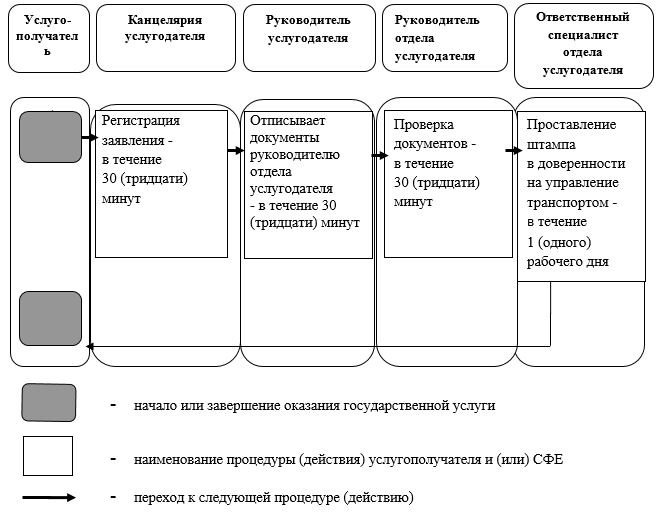 Услуго-
получател
ь
Канцелярия
услугодателя
Руководитель
услугодателя
Руководитель
отдела
услугодателя
Ответственный
специалист
отдела
услугодателя
Регистрация
заявления -
в течение
30 (тридцати)
минут
Отписывает
документы
руководителю
отдела
услугодателя
- в течение 30
(тридцати) минут
Проверка
документов -
в течение
30 (тридцати)
минут
Проставление
штампа
в доверенности
на управление
транспортом -
в течение
1 (одного)
рабочего дня
- начало или завершение оказания государственной услуги
- наименование процедуры (действия) услугополучателя и (или) СФЕ
- переход к следующей процедуре (действию)